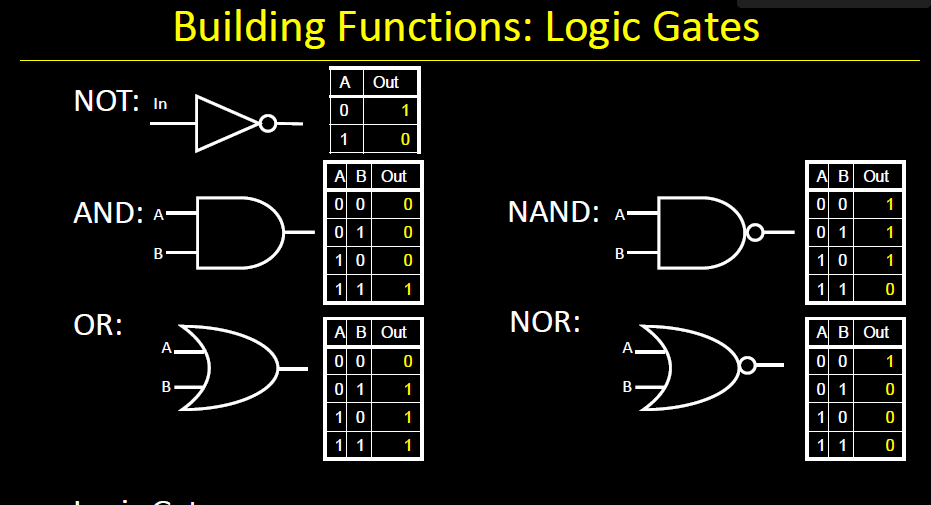 Building Functions: Logic Gates
NOT: In
A Out
0 1
1 0
AND: A
B
A B Out
0 0 0
0 1 0
1 0 0
1 1 1
NAND: A
B
A B Out
0 0 1
0 1 1
1 0 1
1 1 0
OR:
A
B
A B Out
0 0 0
0 1 1
1 0 1
1 1 1
NOR:
A
B
A B Out
0 0 1
0 1 0
1 0 0
1 1 0